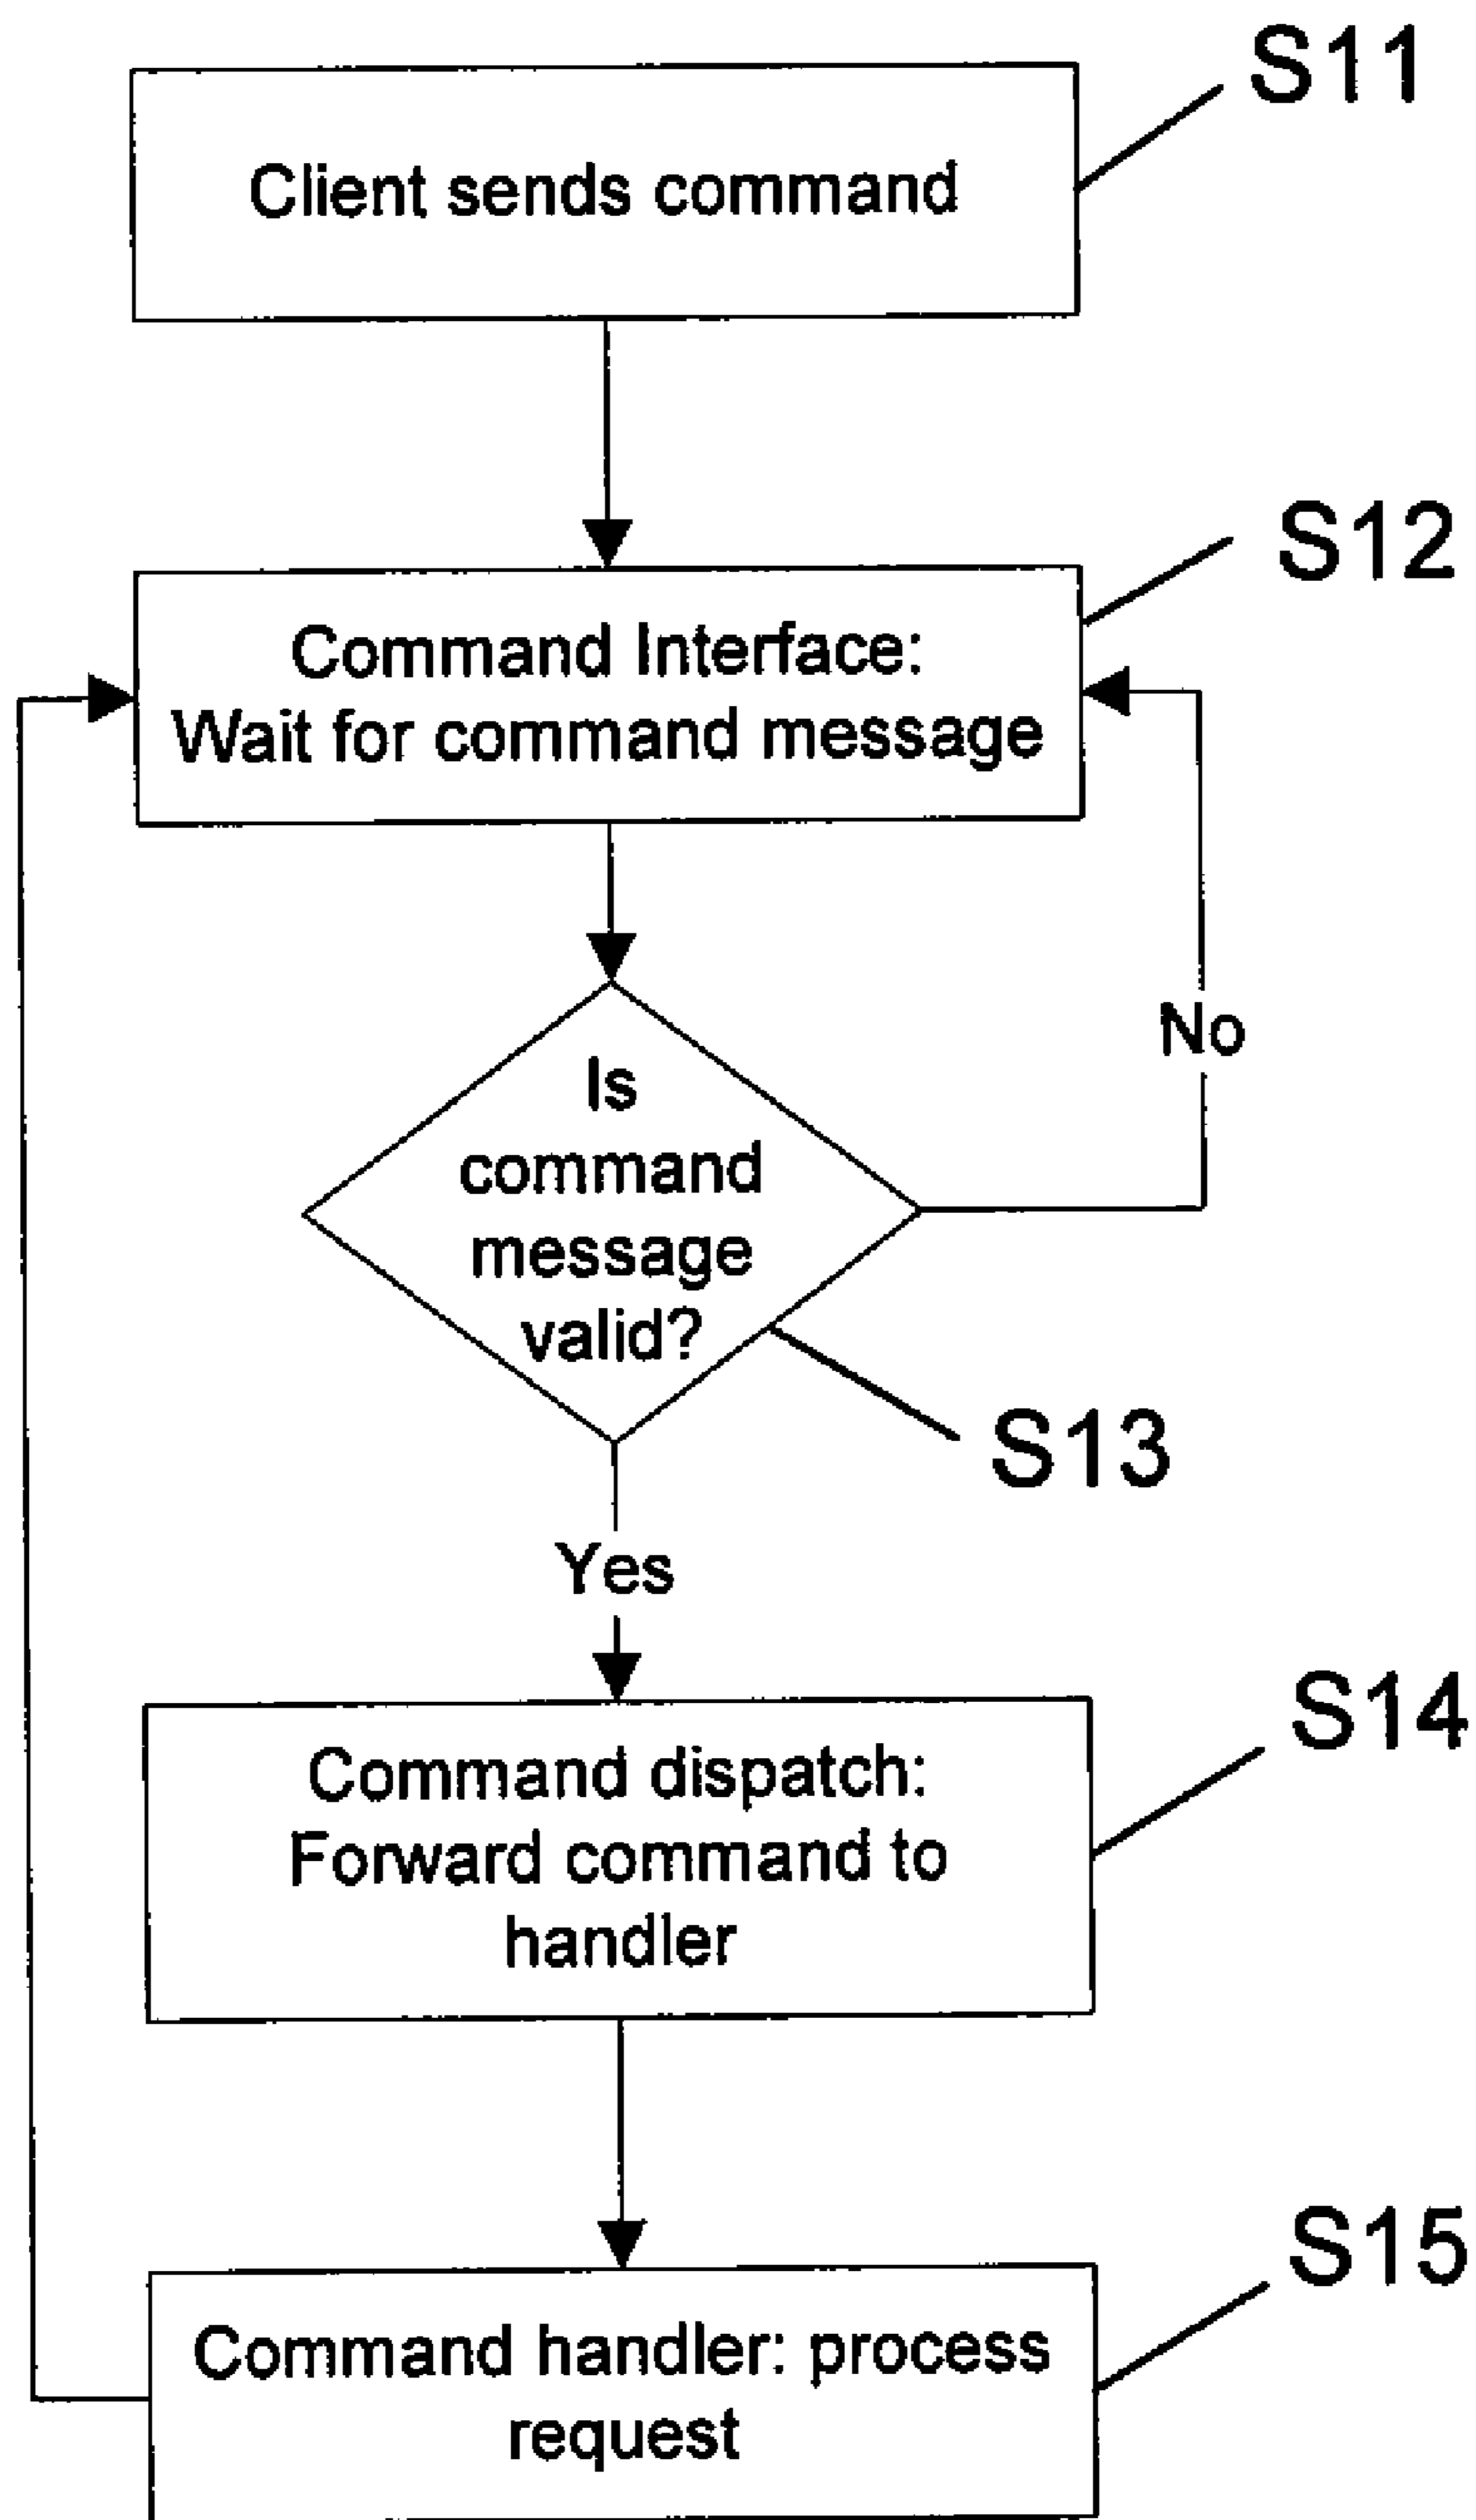 S11
Client sends command
S12
Command Interface:
Wait for command message
No
Is
command
message
valid?
S13
Yes
S14
Command dispatch:
Forward command to
handler
S15
Command handler: process
request